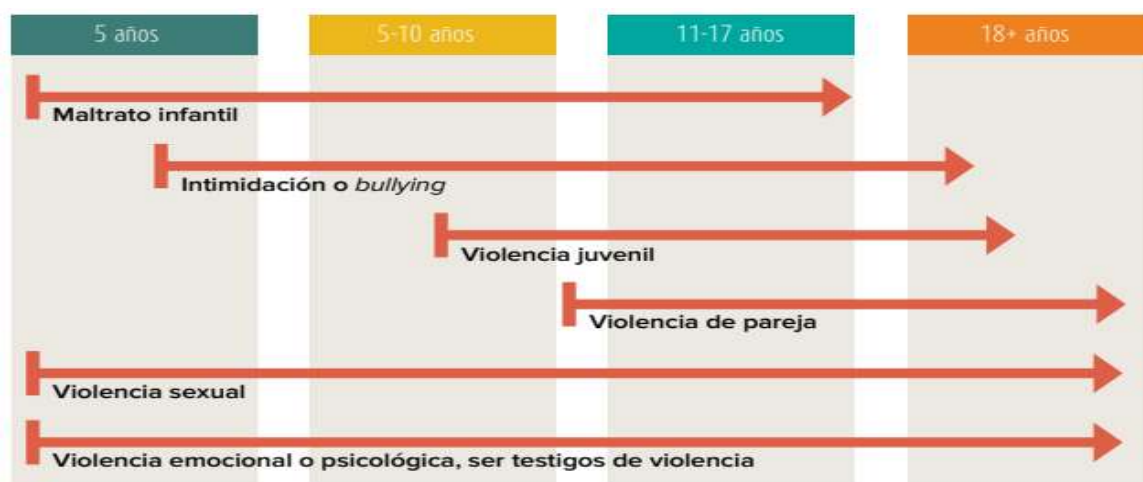 5 años
5-10 años
11-17 años
18+ años
Maltrato infantil
Intimidación o bullying
Violencia juvenil
Violencia de pareja
Violencia sexual
Violencia emocional o psicológica, ser testigos de violencia